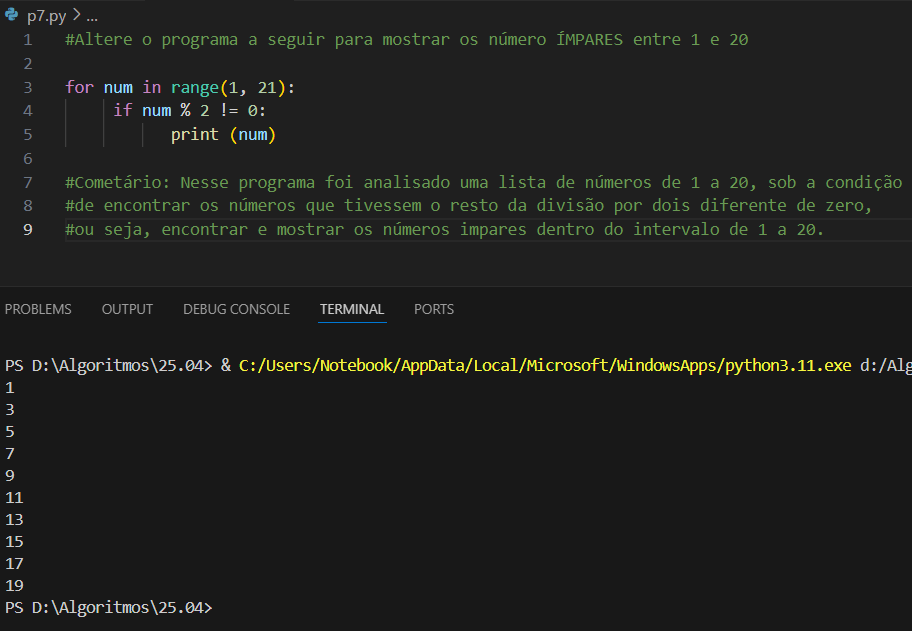 p7.py > ...
1 #Altere o programa a seguir para mostrar os número ÍMPARES entre 1 e 20
2
3 for num in range(1, 21):
4 if num % 2 != 0:
5 print (num)
6
7 #Cometário: Nesse programa foi analisado uma lista de números de 1 a 20, sob a condição
8 #de encontrar os números que tivessem o resto da divisão por dois diferente de zero,
9 #ou seja, encontrar e mostrar os números impares dentro do intervalo de 1 a 20.
PROBLEMS OUTPUT DEBUG CONSOLE TERMINAL PORTS
PS D:\Algoritmos\25.04> & C:/Users/Notebook/AppData/Local/Microsoft/WindowsApps/python3.11.exe d:/Alg
1
3
5
7
9
11
13
15
17
19
PS D:\Algoritmos\25.04>